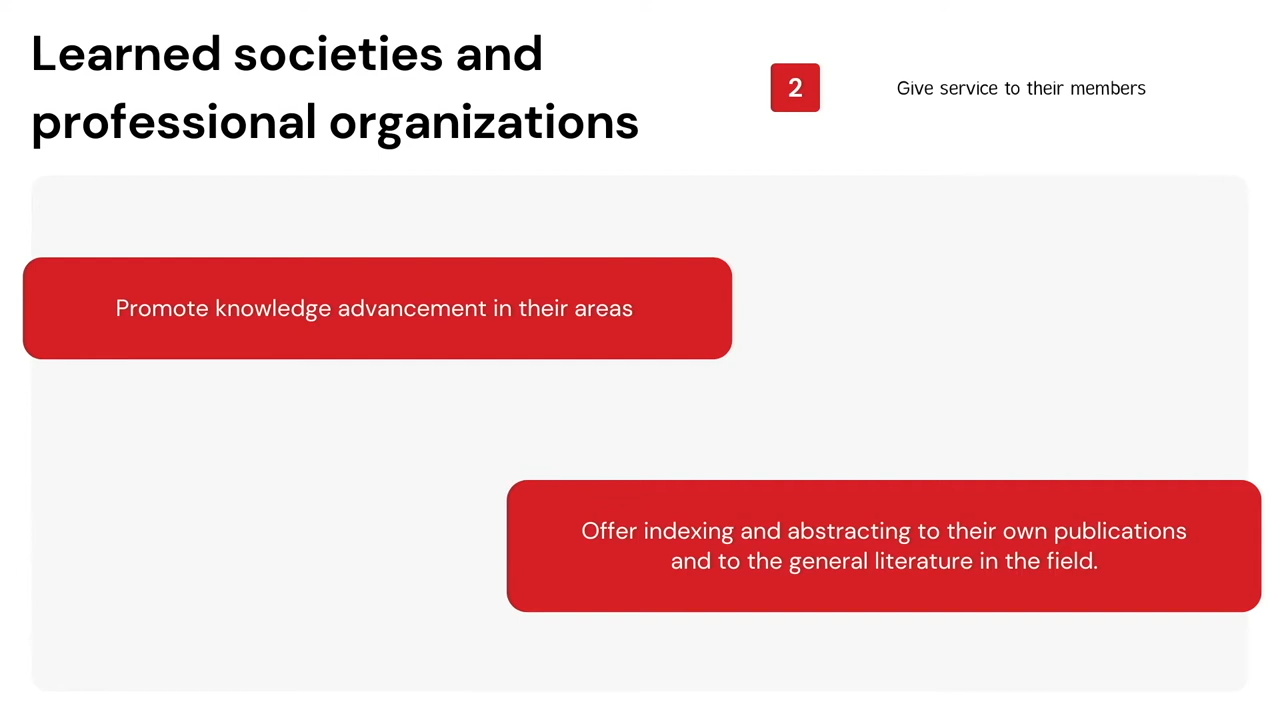 Learned societies and
professional organizations
2
Give service to their members
Promote knowledge advancement in their areas
Offer indexing and abstracting to their own publications
and to the general literature in the field.